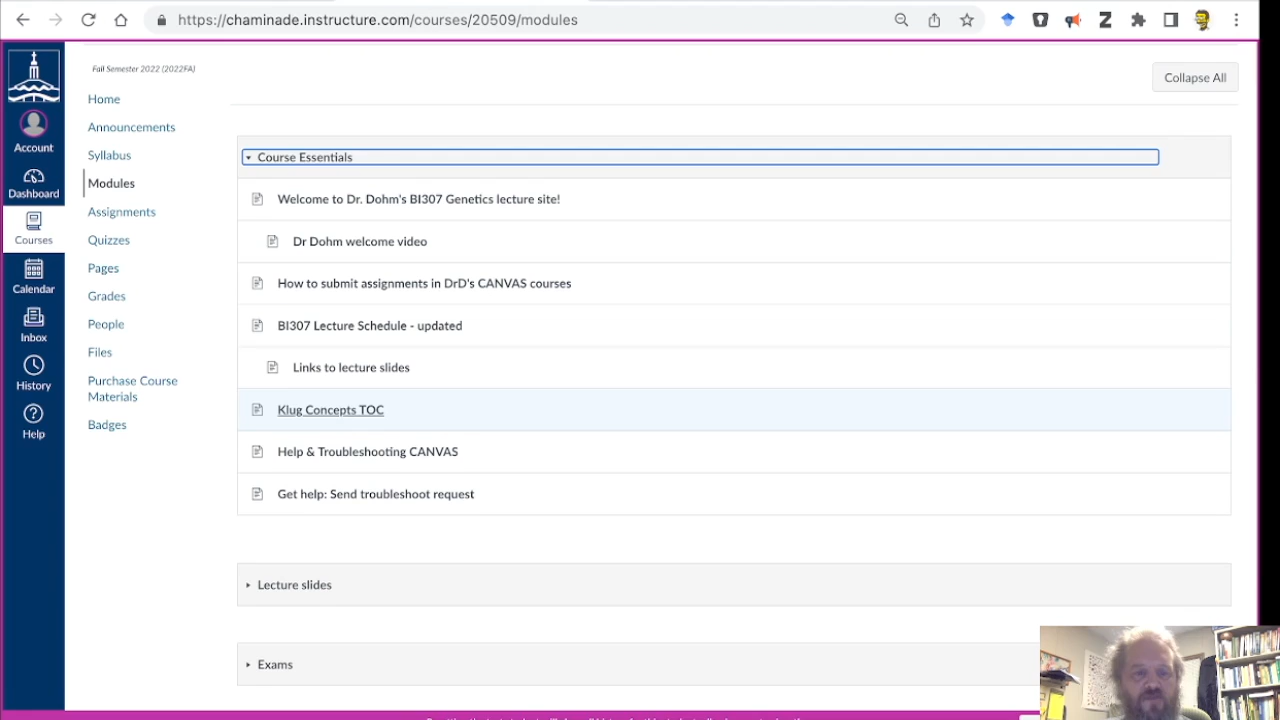 https://chaminade.instructure.com/courses/20509/modules
Fall Semester 2022 (2022FA)
Collapse All
Home
Announcements
Syllabus
Modules
Assignments
Quizzes
Pages
Grades
People
Files
Purchase Course
Materials
Badges
Account
Dashboard
Courses
Calendar
Inbox
History
Help
Course Essentials
Welcome to Dr. Dohm's BI307 Genetics lecture site!
Dr Dohm welcome video
How to submit assignments in DrD's CANVAS courses
BI307 Lecture Schedule - updated
Links to lecture slides
Klug Concepts TOC
Help & Troubleshooting CANVAS
Get help: Send troubleshoot request
Lecture slides
Exams